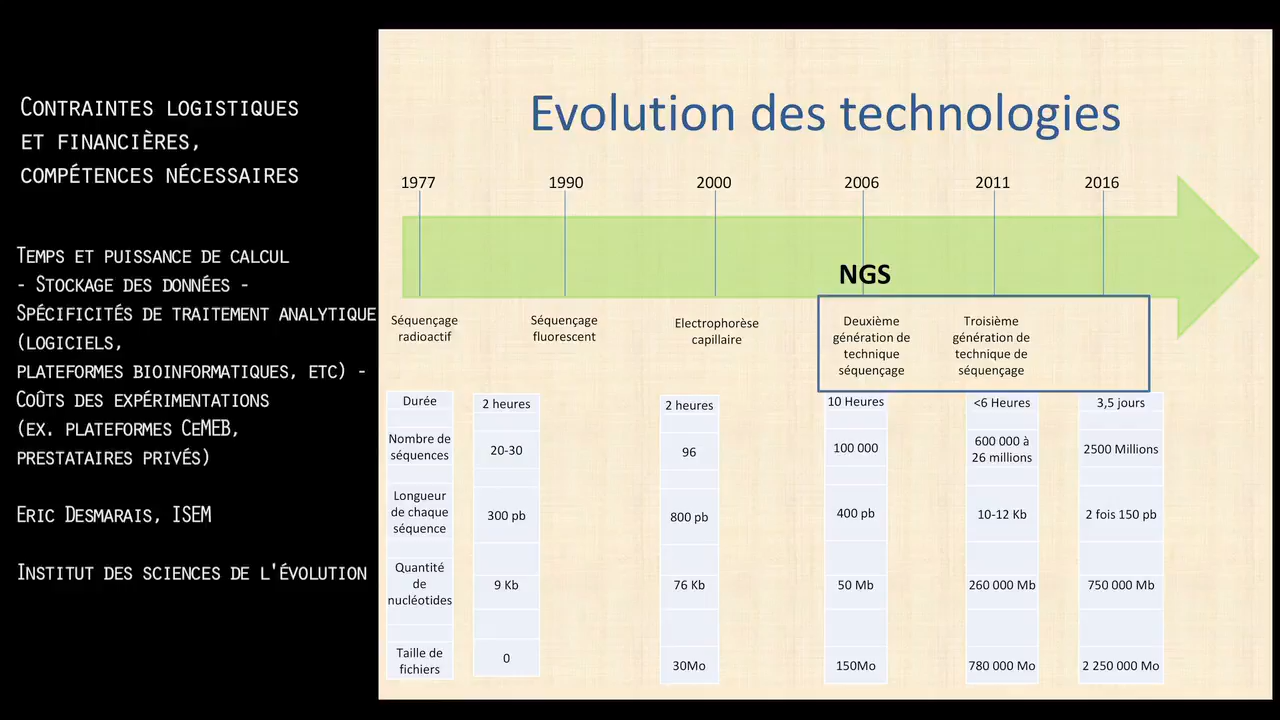 Contraintes logistiques
et financières,
compétences nécessaires
Temps et puissance de calcul
- Stockage des données -
Spécificités de traitement analytique
(logiciels,
plateformes bioinformatiques, etc) -
Coûts des expérimentations
(ex. plateformes CeMEB,
prestataires privés)
Eric Desmarais, ISEM
Institut des sciences de l'évolution
Evolution des technologies
1977 1990 2000 2006 2011 2016
NGS
Séquençage
radioactif
Séquençage
fluorescent
Electrophorèse
capillaire
Deuxième
génération de
technique
séquençage
Troisième
génération de
technique de
séquençage
Durée 2 heures 2 heures 10 Heures <6 Heures 3,5 jours
Nombre de
séquences
20-30 96 100 000
600 000 à
26 millions
2500 Millions
Longueur
de chaque
séquence
300 pb 800 pb 400 pb 10-12 Kb 2 fois 150 pb
Quantité
de
nucléotides
9 Kb 76 Kb 50 Mb 260 000 Mb 750 000 Mb
Taille de
fichiers
0 30Mo 150Mo 780 000 Mo 2 250 000 Mo